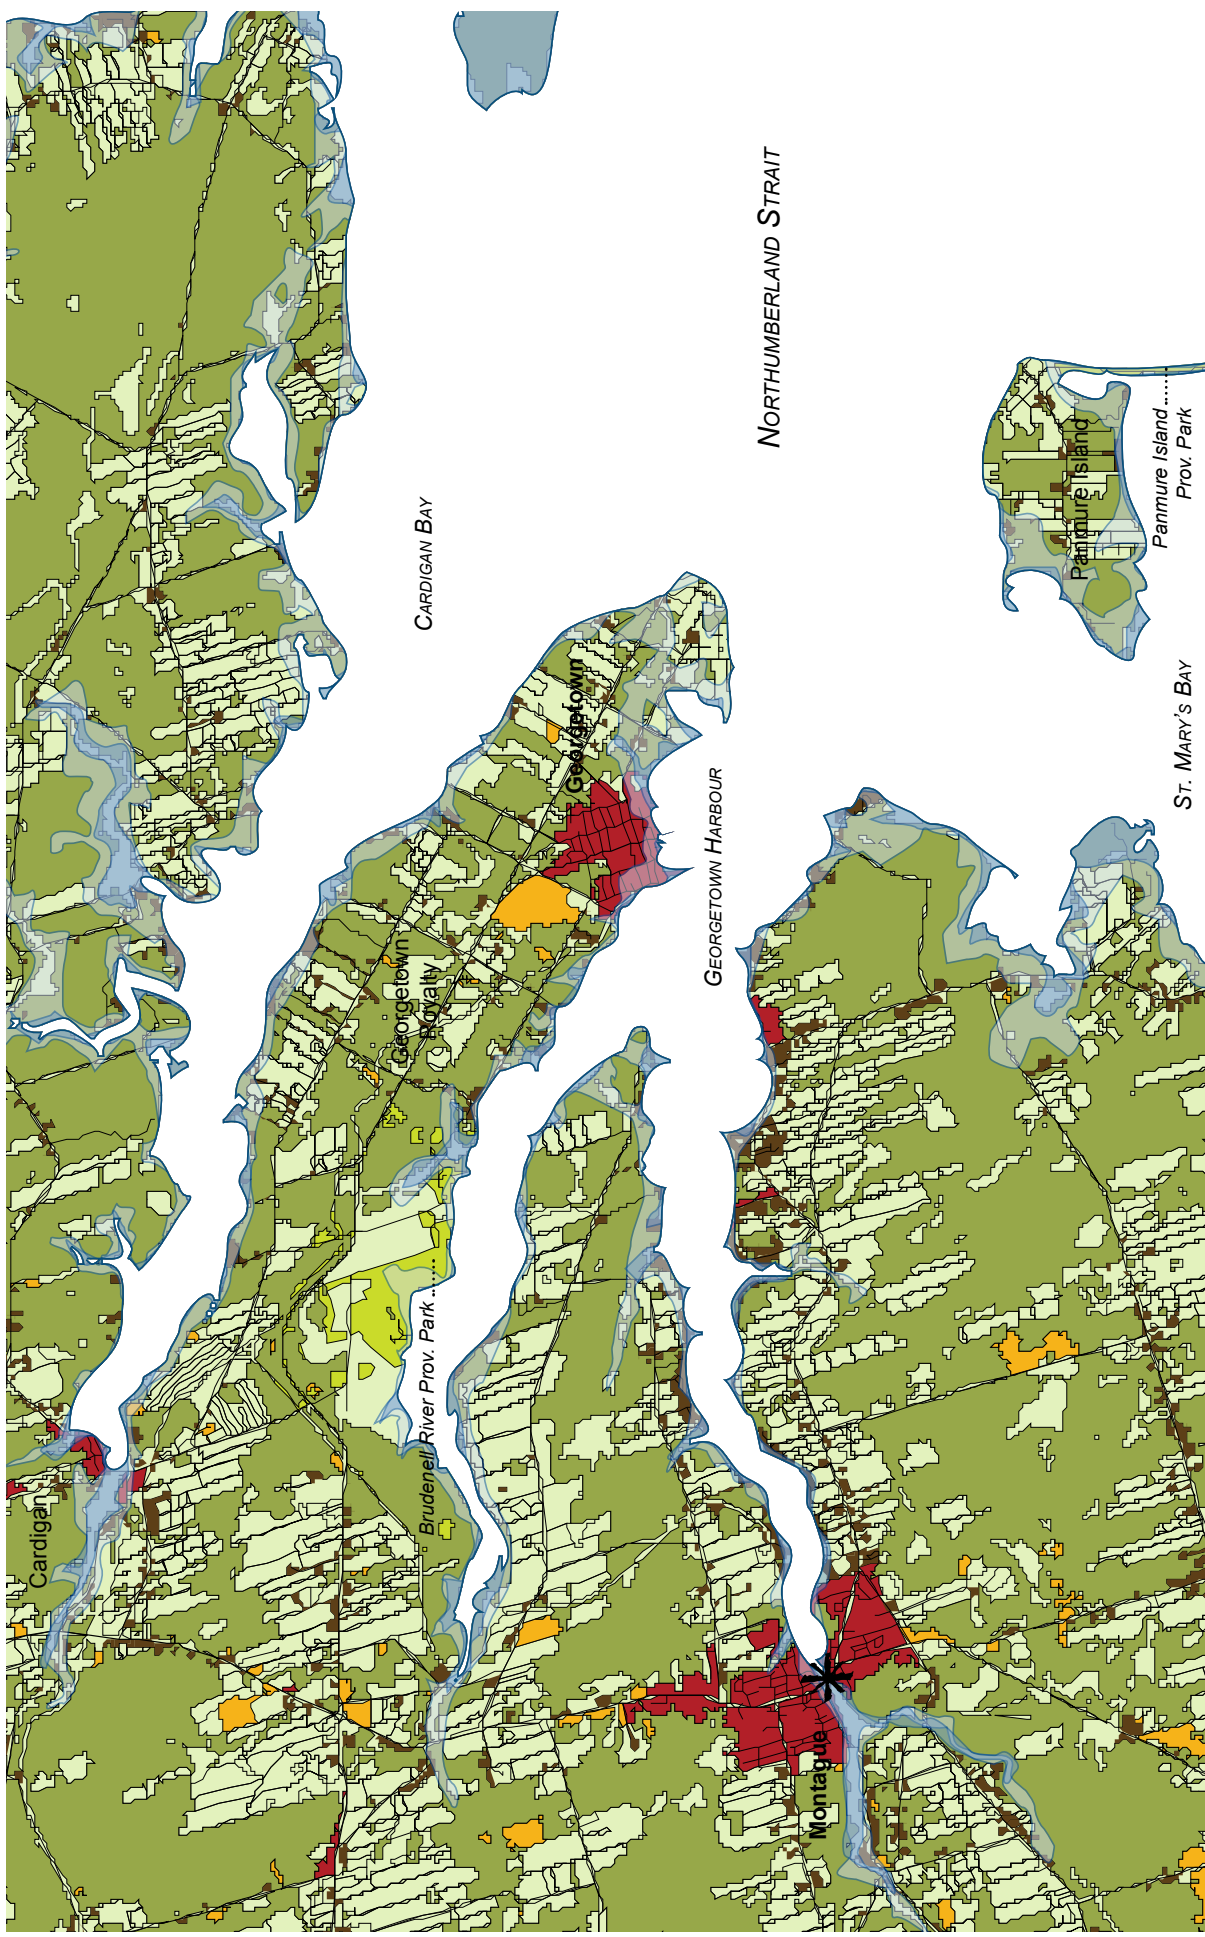 Cardigan
CARDIGAN BAY
NORTHUMBERLAND STRAIT
Georgetown
Georgetown
Royalty
GEORGETOWN HARBOUR
Brudenell River Prov. Park ........
Montague
Panmure Island
Panmure Island ........
Prov. Park
ST. MARY'S BAY